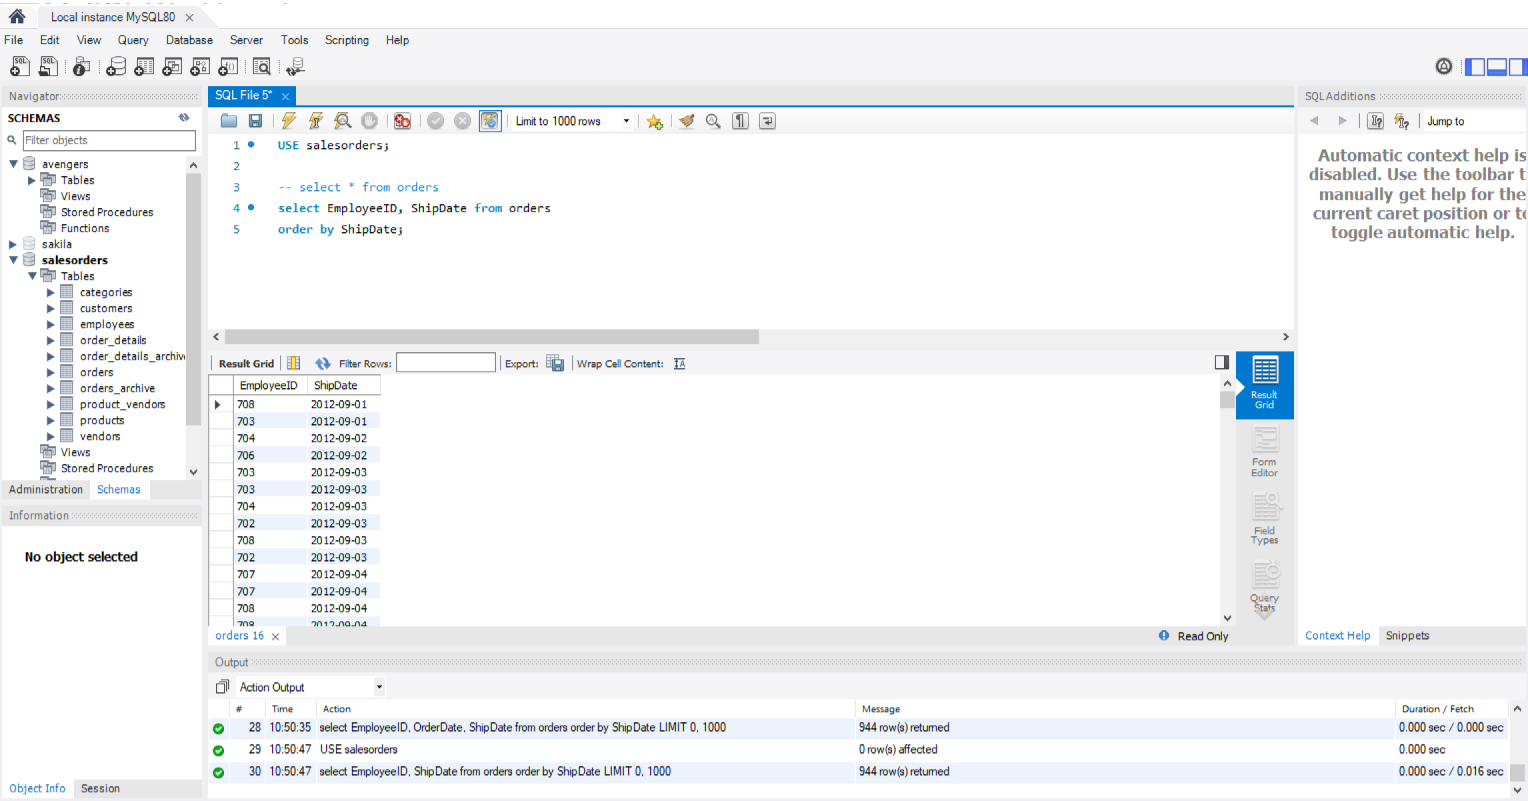 Local instance MySQL80
File Edit View Query Database Server Tools Scripting Help
Navigator
SCHEMAS
Filter objects
avengers
Tables
Views
Stored Procedures
Functions
sakila
salesorders
Tables
categories
customers
employees
order_details
order_details_archiv
orders
orders_archive
product_vendors
products
vendors
Views
Stored Procedures
Administration Schemas
Information
No object selected
Object Info Session
SQL File 5*
Limit to 1000 rows
1 USE salesorders;
2
3 -- select * from orders
4 select EmployeeID, ShipDate from orders
5 order by ShipDate;
Result Grid Filter Rows: Export: Wrap Cell Content:
EmployeeID ShipDate
708 2012-09-01
703 2012-09-01
704 2012-09-02
706 2012-09-02
703 2012-09-03
703 2012-09-03
704 2012-09-03
702 2012-09-03
708 2012-09-03
702 2012-09-03
707 2012-09-04
707 2012-09-04
708 2012-09-04
708 2012-09-04
Result
Grid
Form
Editor
Field
Types
Query
Stats
orders 16 Read Only
SQLAdditions
Jump to
Automatic context help is
disabled. Use the toolbar t
manually get help for the
current caret position or to
toggle automatic help.
Context Help Snippets
Output
Action Output
# Time Action Message Duration / Fetch
28 10:50:35 select EmployeeID, OrderDate, ShipDate from orders order by ShipDate LIMIT 0, 1000 944 row(s) returned 0.000 sec / 0.000 sec
29 10:50:47 USE salesorders 0 row(s) affected 0.000 sec
30 10:50:47 select EmployeeID, ShipDate from orders order by ShipDate LIMIT 0, 1000 944 row(s) returned 0.000 sec / 0.016 sec